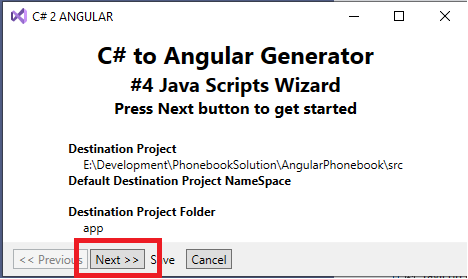 C# 2 ANGULAR
C# to Angular Generator
#4 Java Scripts Wizard
Press Next button to get started
Destination Project
E:\Development\PhonebookSolution\AngularPhonebook\src
Default Destination Project NameSpace
Destination Project Folder
app
<< Previous Next >> Save Cancel